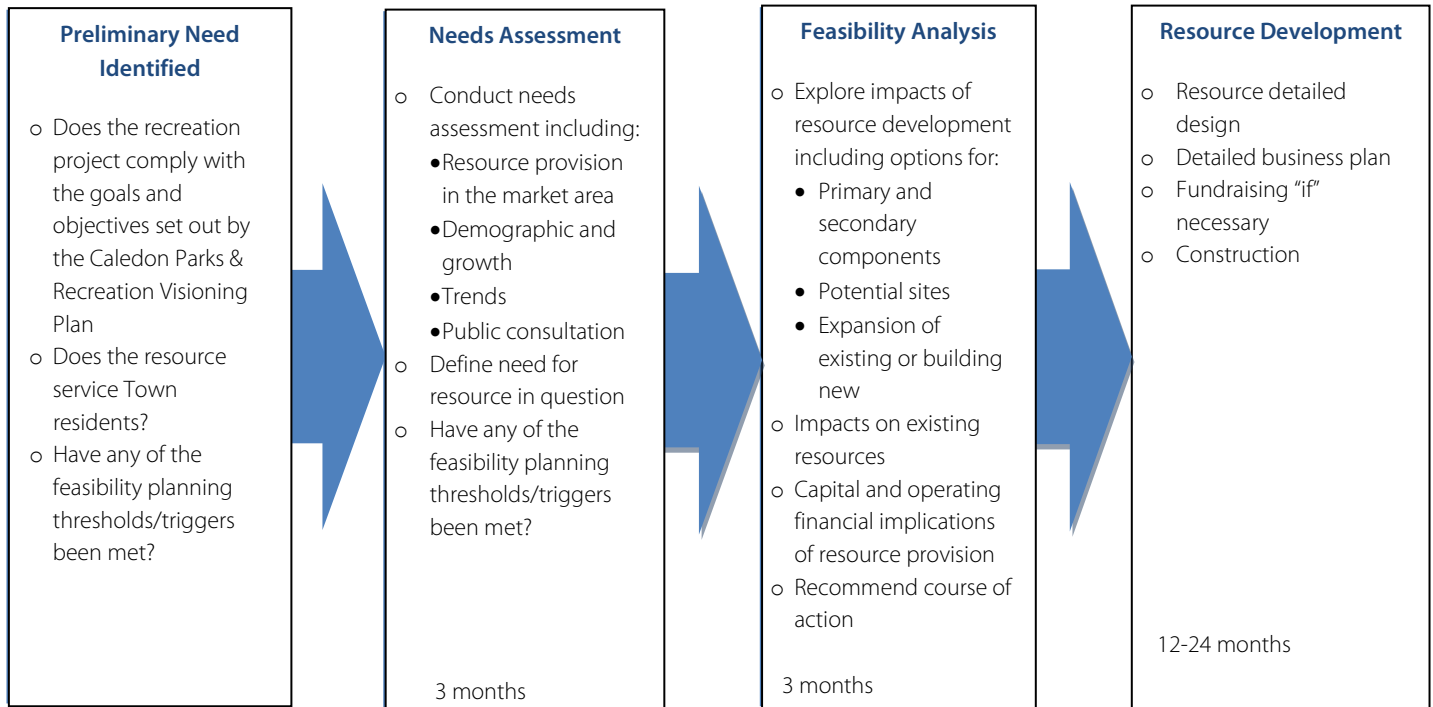 Preliminary Need
Identified
o Does the recreation
project comply with
the goals and
objectives set out by
the Caledon Parks &
Recreation Visioning
Plan
o Does the resource
service Town
residents?
o Have any of the
feasibility planning
thresholds/triggers
been met?
Needs Assessment
o Conduct needs
assessment including:
•Resource provision
in the market area
•Demographic and
growth
•Trends
•Public consultation
o Define need for
resource in question
o Have any of the
feasibility planning
thresholds/triggers
been met?
3 months
Feasibility Analysis
o Explore impacts of
resource development
including options for:
• Primary and
secondary
components
• Potential sites
• Expansion of
existing or building
new
o Impacts on existing
resources
o Capital and operating
financial implications
of resource provision
o Recommend course of
action
3 months
Resource Development
o Resource detailed
design
o Detailed business plan
o Fundraising “if”
necessary
o Construction
12-24 months